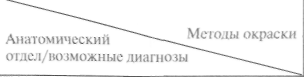 Методы окраски
Анатомический
отдел/возможные диагнозы